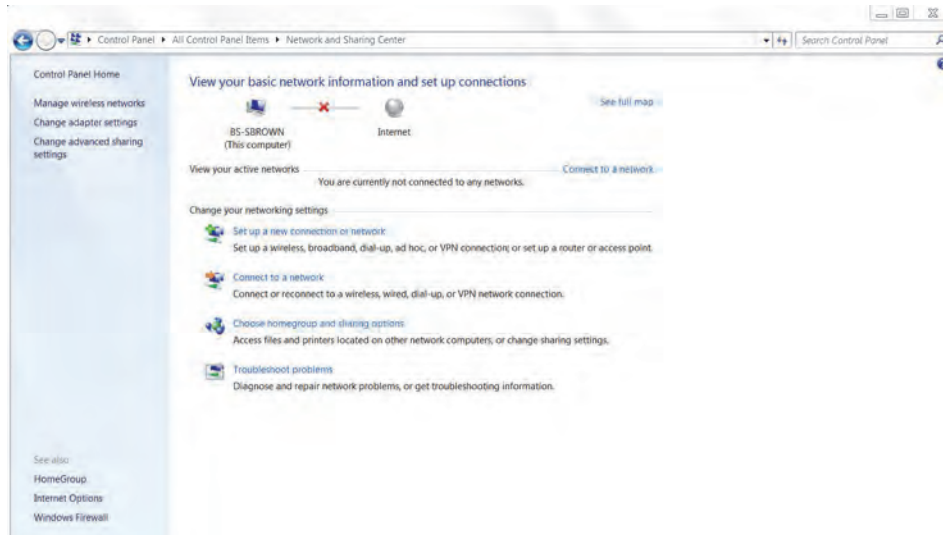 Control Panel ▸ All Control Panel Items ▸ Network and Sharing Center
Search Control Panel
Control Panel Home
Manage wireless networks
Change adapter settings
Change advanced sharing
settings
View your basic network information and set up connections
See full map
BS-SBROWN
(This computer)
Internet
View your active networks
Connect to a network
You are currently not connected to any networks.
Change your networking settings
Set up a new connection or network
Set up a wireless, broadband, dial-up, ad hoc, or VPN connection; or set up a router or access point.
Connect to a network
Connect or reconnect to a wireless, wired, dial-up, or VPN network connection.
Choose homegroup and sharing options
Access files and printers located on other network computers, or change sharing settings.
Troubleshoot problems
Diagnose and repair network problems, or get troubleshooting information.
See also
HomeGroup
Internet Options
Windows Firewall